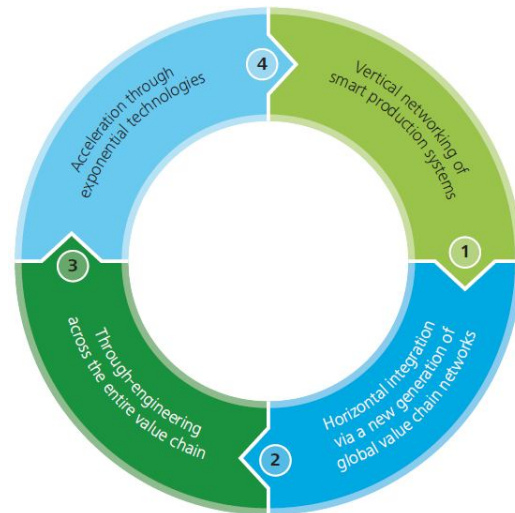 1
Vertical networking of
smart production systems
2
Horizontal integration
via a new generation of
global value chain networks
3
Through-engineering
across the entire value chain
4
Acceleration through
exponential technologies